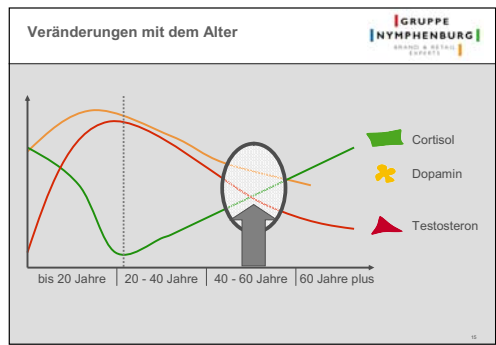 Veränderungen mit dem Alter
GRUPPE
NYMPHENBURG
BRAND & RETAIL
EXPERTS
Cortisol
Dopamin
Testosteron
bis 20 Jahre
20 - 40 Jahre
40 - 60 Jahre
60 Jahre plus